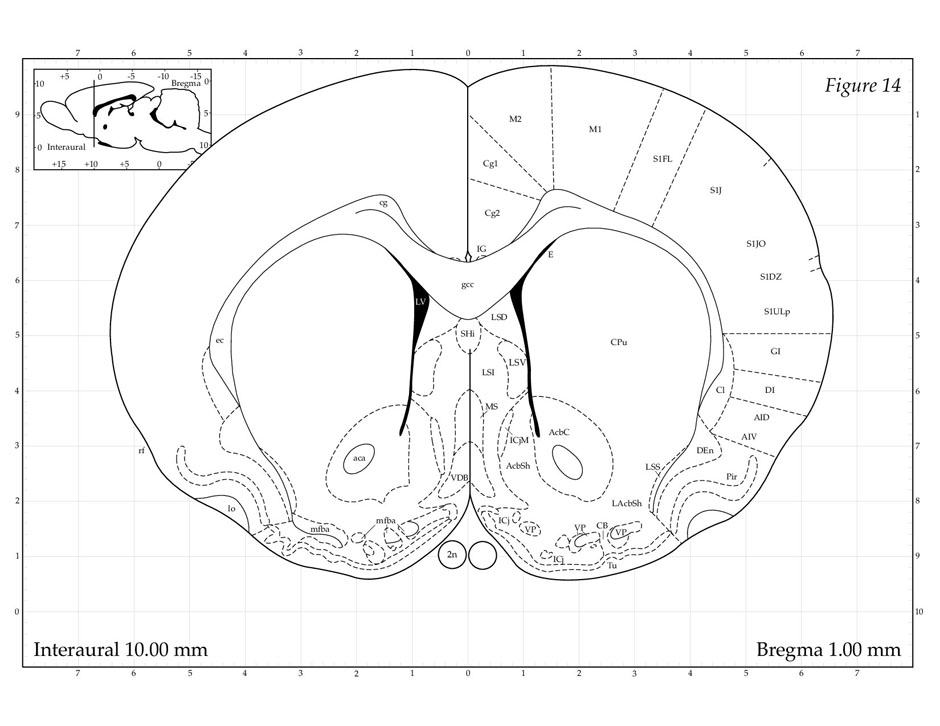 7 6 5 4 3 2 1 0 1 2 3 4 5 6 7
+5 0 -5 -10 -15
Bregma
10 0
5 5
0 Interaural 10
+15 +10 +5 0 -5
Figure 14
9 1
8 2
7 3
6 4
5 5
4 6
3 7
2 8
1 9
0 10
M2
M1
S1FL
Cg1
S1J
cg
Cg2
S1JO
IG
E
S1DZ
gcc
LV
S1ULp
LSD
SHi
ec
CPu
GI
LSV
LSI
Cl
DI
MS
AID
AcbC
AIV
ICjM
rf
DEn
aca
AcbSh
LSS
VDB
Pir
LAcbSh
lo
ICj
mfba
mfba
VP
VP
CB
VP
2n
ICj
Tu
Interaural 10.00 mm
Bregma 1.00 mm
7 6 5 4 3 2 1 0 1 2 3 4 5 6 7